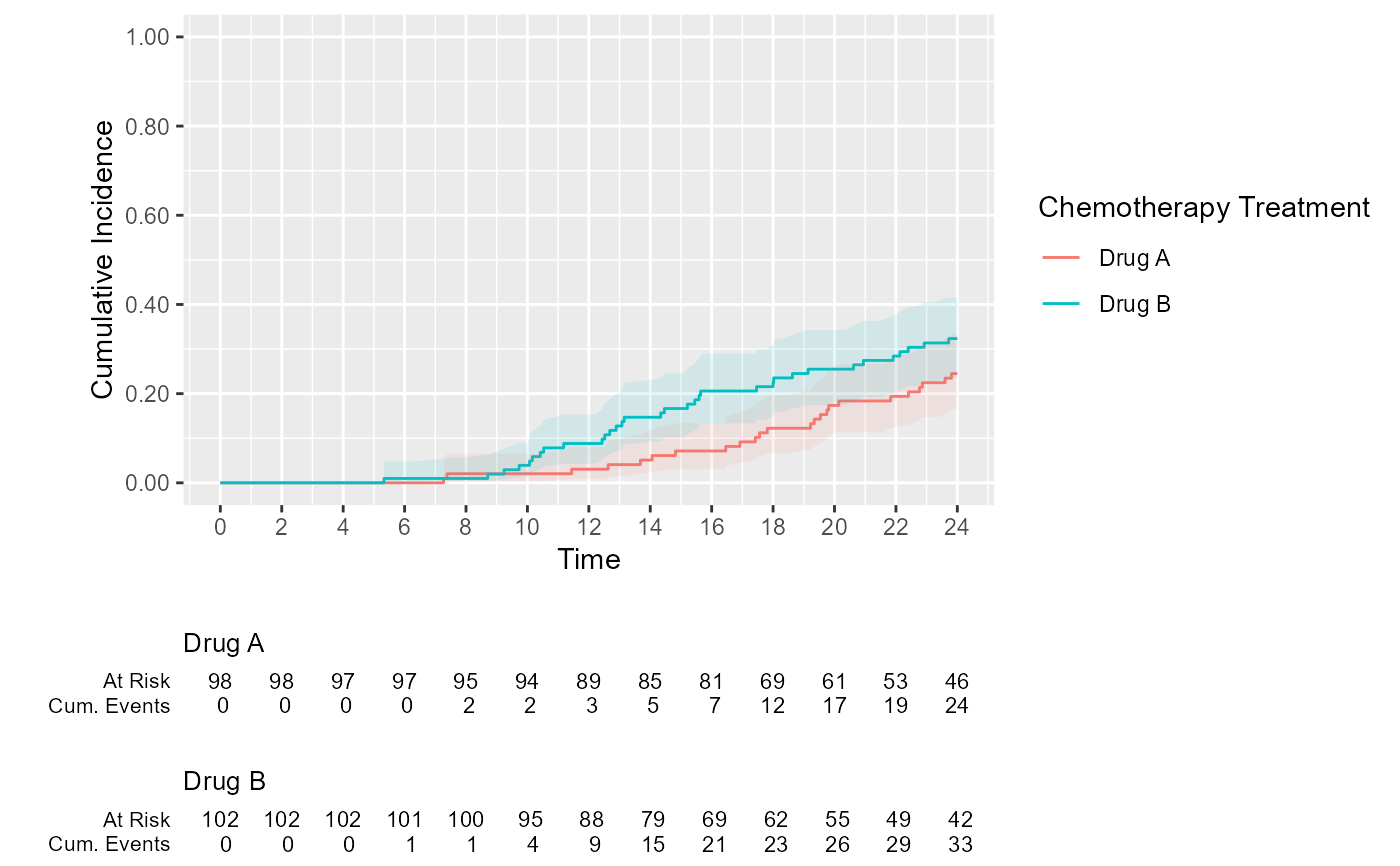 1.00
0.80
0.60
0.40
0.20
0.00
Cumulative Incidence
0 2 4 6 8 10 12 14 16 18 20 22 24
Time
Chemotherapy Treatment
Drug A
Drug B
Drug A
At Risk 98 98 97 97 95 94 89 85 81 69 61 53 46
Cum. Events 0 0 0 0 2 2 3 5 7 12 17 19 24
Drug B
At Risk 102 102 102 101 100 95 88 79 69 62 55 49 42
Cum. Events 0 0 0 1 1 4 9 15 21 23 26 29 33